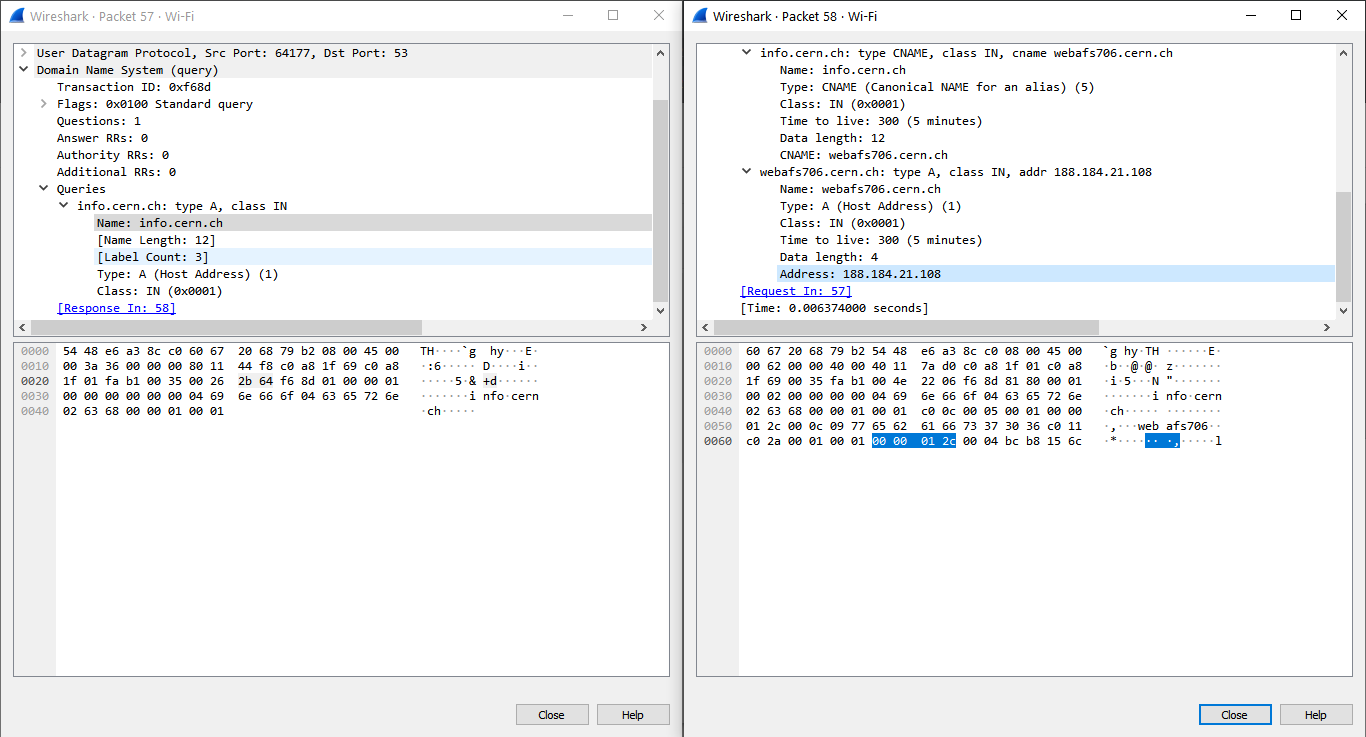 Wireshark · Packet 57 · Wi-Fi
User Datagram Protocol, Src Port: 64177, Dst Port: 53
Domain Name System (query)
Transaction ID: 0xf68d
Flags: 0x0100 Standard query
Questions: 1
Answer RRs: 0
Authority RRs: 0
Additional RRs: 0
Queries
info.cern.ch: type A, class IN
Name: info.cern.ch
[Name Length: 12]
[Label Count: 3]
Type: A (Host Address) (1)
Class: IN (0x0001)
[Response In: 58]
0000 54 48 e6 a3 8c c0 60 67 20 68 79 b2 08 00 45 00 TH····`g hy···E·
0010 00 3a 36 00 00 00 80 11 44 f8 c0 a8 1f 69 c0 a8 ·:6····· D····i··
0020 1f 01 fa b1 00 35 00 26 2b 64 f6 8d 01 00 00 01 ·····5·& +d······
0030 00 00 00 00 00 00 04 69 6e 66 6f 04 63 65 72 6e ·······i nfo·cern
0040 02 63 68 00 00 01 00 01 ·ch·····
Close
Help
Wireshark · Packet 58 · Wi-Fi
info.cern.ch: type CNAME, class IN, cname webafs706.cern.ch
Name: info.cern.ch
Type: CNAME (Canonical NAME for an alias) (5)
Class: IN (0x0001)
Time to live: 300 (5 minutes)
Data length: 12
CNAME: webafs706.cern.ch
webafs706.cern.ch: type A, class IN, addr 188.184.21.108
Name: webafs706.cern.ch
Type: A (Host Address) (1)
Class: IN (0x0001)
Time to live: 300 (5 minutes)
Data length: 4
Address: 188.184.21.108
[Request In: 57]
[Time: 0.006374000 seconds]
0000 60 67 20 68 79 b2 54 48 e6 a3 8c c0 08 00 45 00 `g hy·TH ······E·
0010 00 62 00 00 40 00 40 11 7a d0 c0 a8 1f 01 c0 a8 ·b··@·@· z·······
0020 1f 69 00 35 fa b1 00 4e 22 06 f6 8d 81 80 00 01 ·i·5···N "·······
0030 00 02 00 00 00 00 04 69 6e 66 6f 04 63 65 72 6e ·······i nfo·cern
0040 02 63 68 00 00 01 00 01 c0 0c 00 05 00 01 00 00 ·ch····· ········
0050 01 2c 00 0c 09 77 65 62 61 66 73 37 30 36 c0 11 ·,···web afs706··
0060 c0 2a 00 01 00 01 00 00 01 2c 00 04 bc b8 15 6c ·*······ ·,·····l
Close
Help